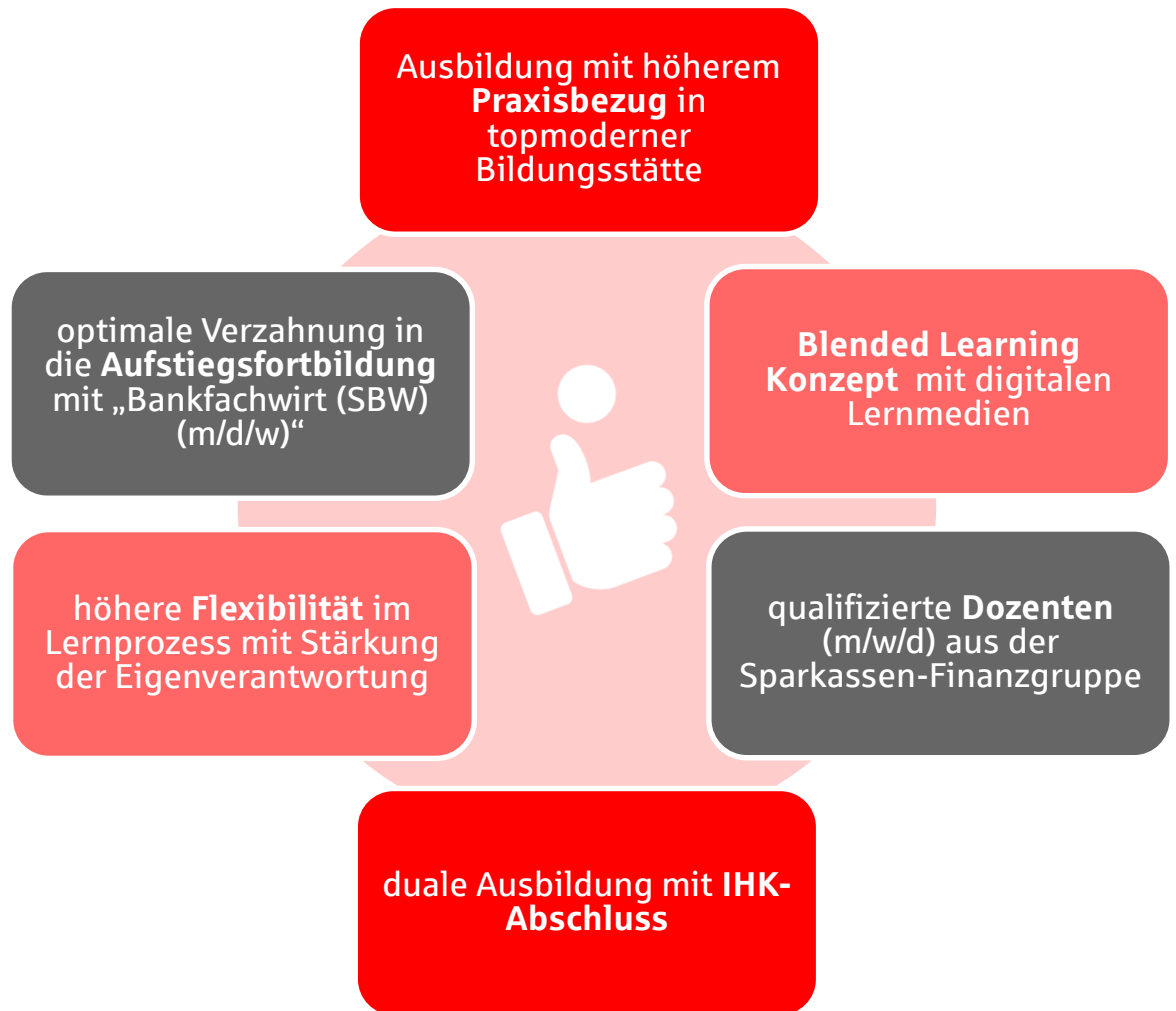 Ausbildung mit höherem
Praxisbezug in
topmoderner
Bildungsstätte
optimale Verzahnung in
die Aufstiegsfortbildung
mit „Bankfachwirt (SBW)
(m/d/w)“
Blended Learning
Konzept mit digitalen
Lernmedien
höhere Flexibilität im
Lernprozess mit Stärkung
der Eigenverantwortung
qualifizierte Dozenten
(m/w/d) aus der
Sparkassen-Finanzgruppe
duale Ausbildung mit IHK-
Abschluss